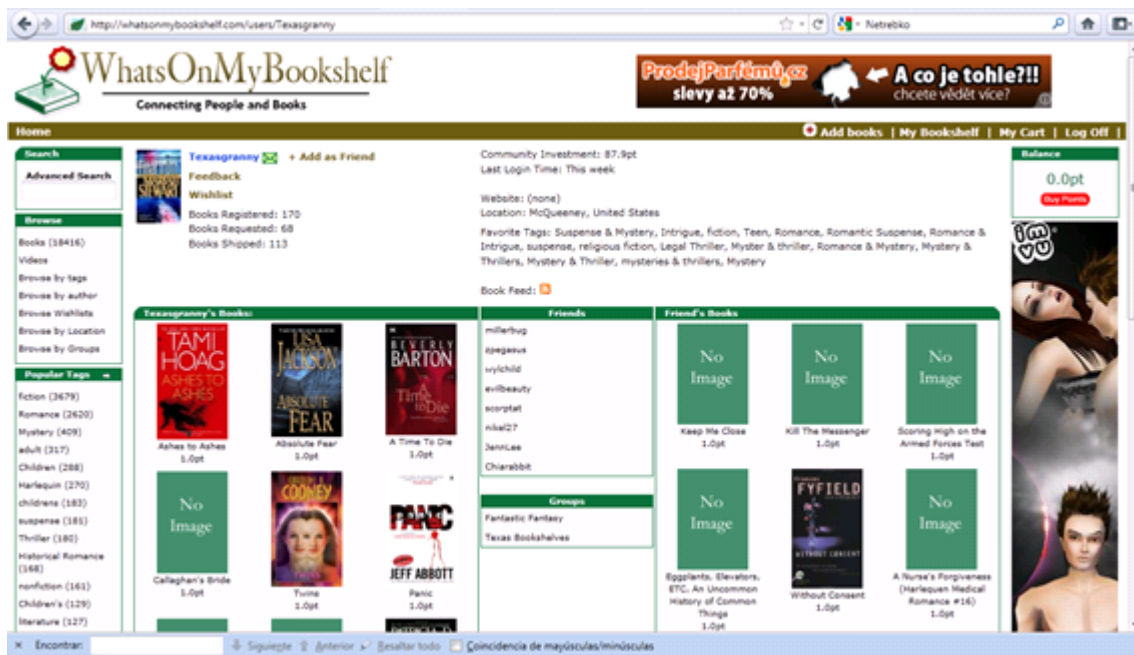 http://whatsonmybookshelf.com/users/Texasgranny
Netrebko
WhatsOnMyBookshelf
Connecting People and Books
ProdejParfémů.cz
slevy až 70%
A co je tohle?!!
chcete vědět více?
Home
Add books | My Bookshelf | My Cart | Log Off |
Search
Advanced Search
Browse
Books (18416)
Videos
Browse by tags
Browse by author
Browse Wishlists
Browse by Location
Browse by Groups
Popular Tags
fiction (3679)
Romance (2620)
Mystery (409)
adult (317)
Children (288)
Harlequin (270)
childrens (183)
suspense (181)
Thriller (180)
Historical Romance
(168)
nonfiction (161)
Children's (129)
literature (127)
STEWART
Texasgranny + Add as Friend
Feedback
Wishlist
Books Registered: 170
Books Requested: 68
Books Shipped: 113
Community Investment: 87.9pt
Last Login Time: This week
Website: (none)
Location: McQueeney, United States
Favorite Tags: Suspense & Mystery, Intrigue, fiction, Teen, Romance, Romantic Suspense, Romance &
Intrigue, suspense, religious fiction, Legal Thriller, Myster & thriller, Romance & Mystery, Mystery &
Thrillers, Mystery & Thriller, mysteries & thrillers, Mystery
Book Feed:
Balance
0.0pt
Buy Points
imvu
Texasgranny's Books:
TAMI
HOAG
ASHES TO
ASHES
Ashes to Ashes
1.0pt
LISA
JACKSON
ABSOLUTE
FEAR
Absolute Fear
1.0pt
BEVERLY
BARTON
A
Time
to Die
A Time To Die
1.0pt
No
Image
Callaghan's Bride
1.0pt
COONEY
TWINS
Twins
1.0pt
PANIC
JEFF ABBOTT
Panic
1.0pt
Friends
millerbug
zpegasus
wylchild
evilbeauty
scorptat
nikal27
JennLee
Chiarabbit
Groups
Fantastic Fantasy
Texas Bookshelves
Friend's Books
No
Image
Keep Me Close
1.0pt
No
Image
Kill The Messenger
1.0pt
No
Image
Scoring High on the
Armed Forces Test
1.0pt
No
Image
Eggplants, Elevators,
ETC, An Uncommon
History of Common
Things
1.0pt
FYFIELD
WITHOUT CONSENT
Without Consent
1.0pt
No
Image
A Nurse's Forgiveness
(Harlequen Medical
Romance #16)
1.0pt
Encontrar:
Siguiente Anterior Resaltar todo Coincidencia de mayúsculas/minúsculas